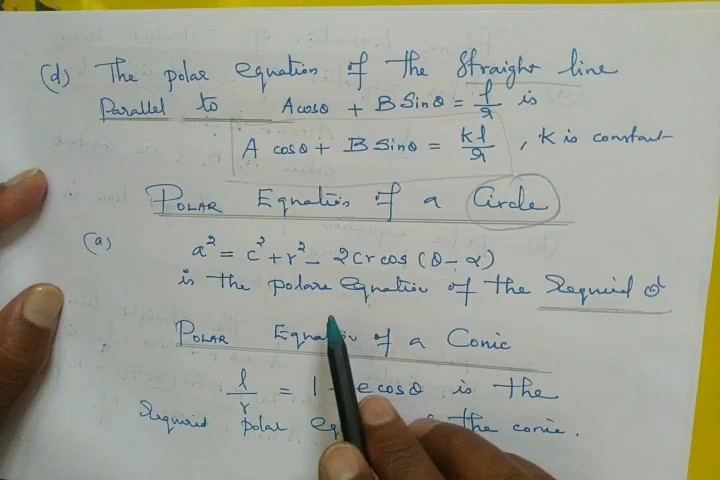 (d) The polar equation of the Straight line
Parallel to A cosθ + B Sinθ = l/r is
A cosθ + B Sinθ = kl/r , K is constant
POLAR Equation of a Circle
(a) a² = c² + r² - 2cr cos (θ - α)
is the polar equation of the Required
POLAR Equation of a Conic
l/r = 1 e cosθ is the
Required polar the conic.